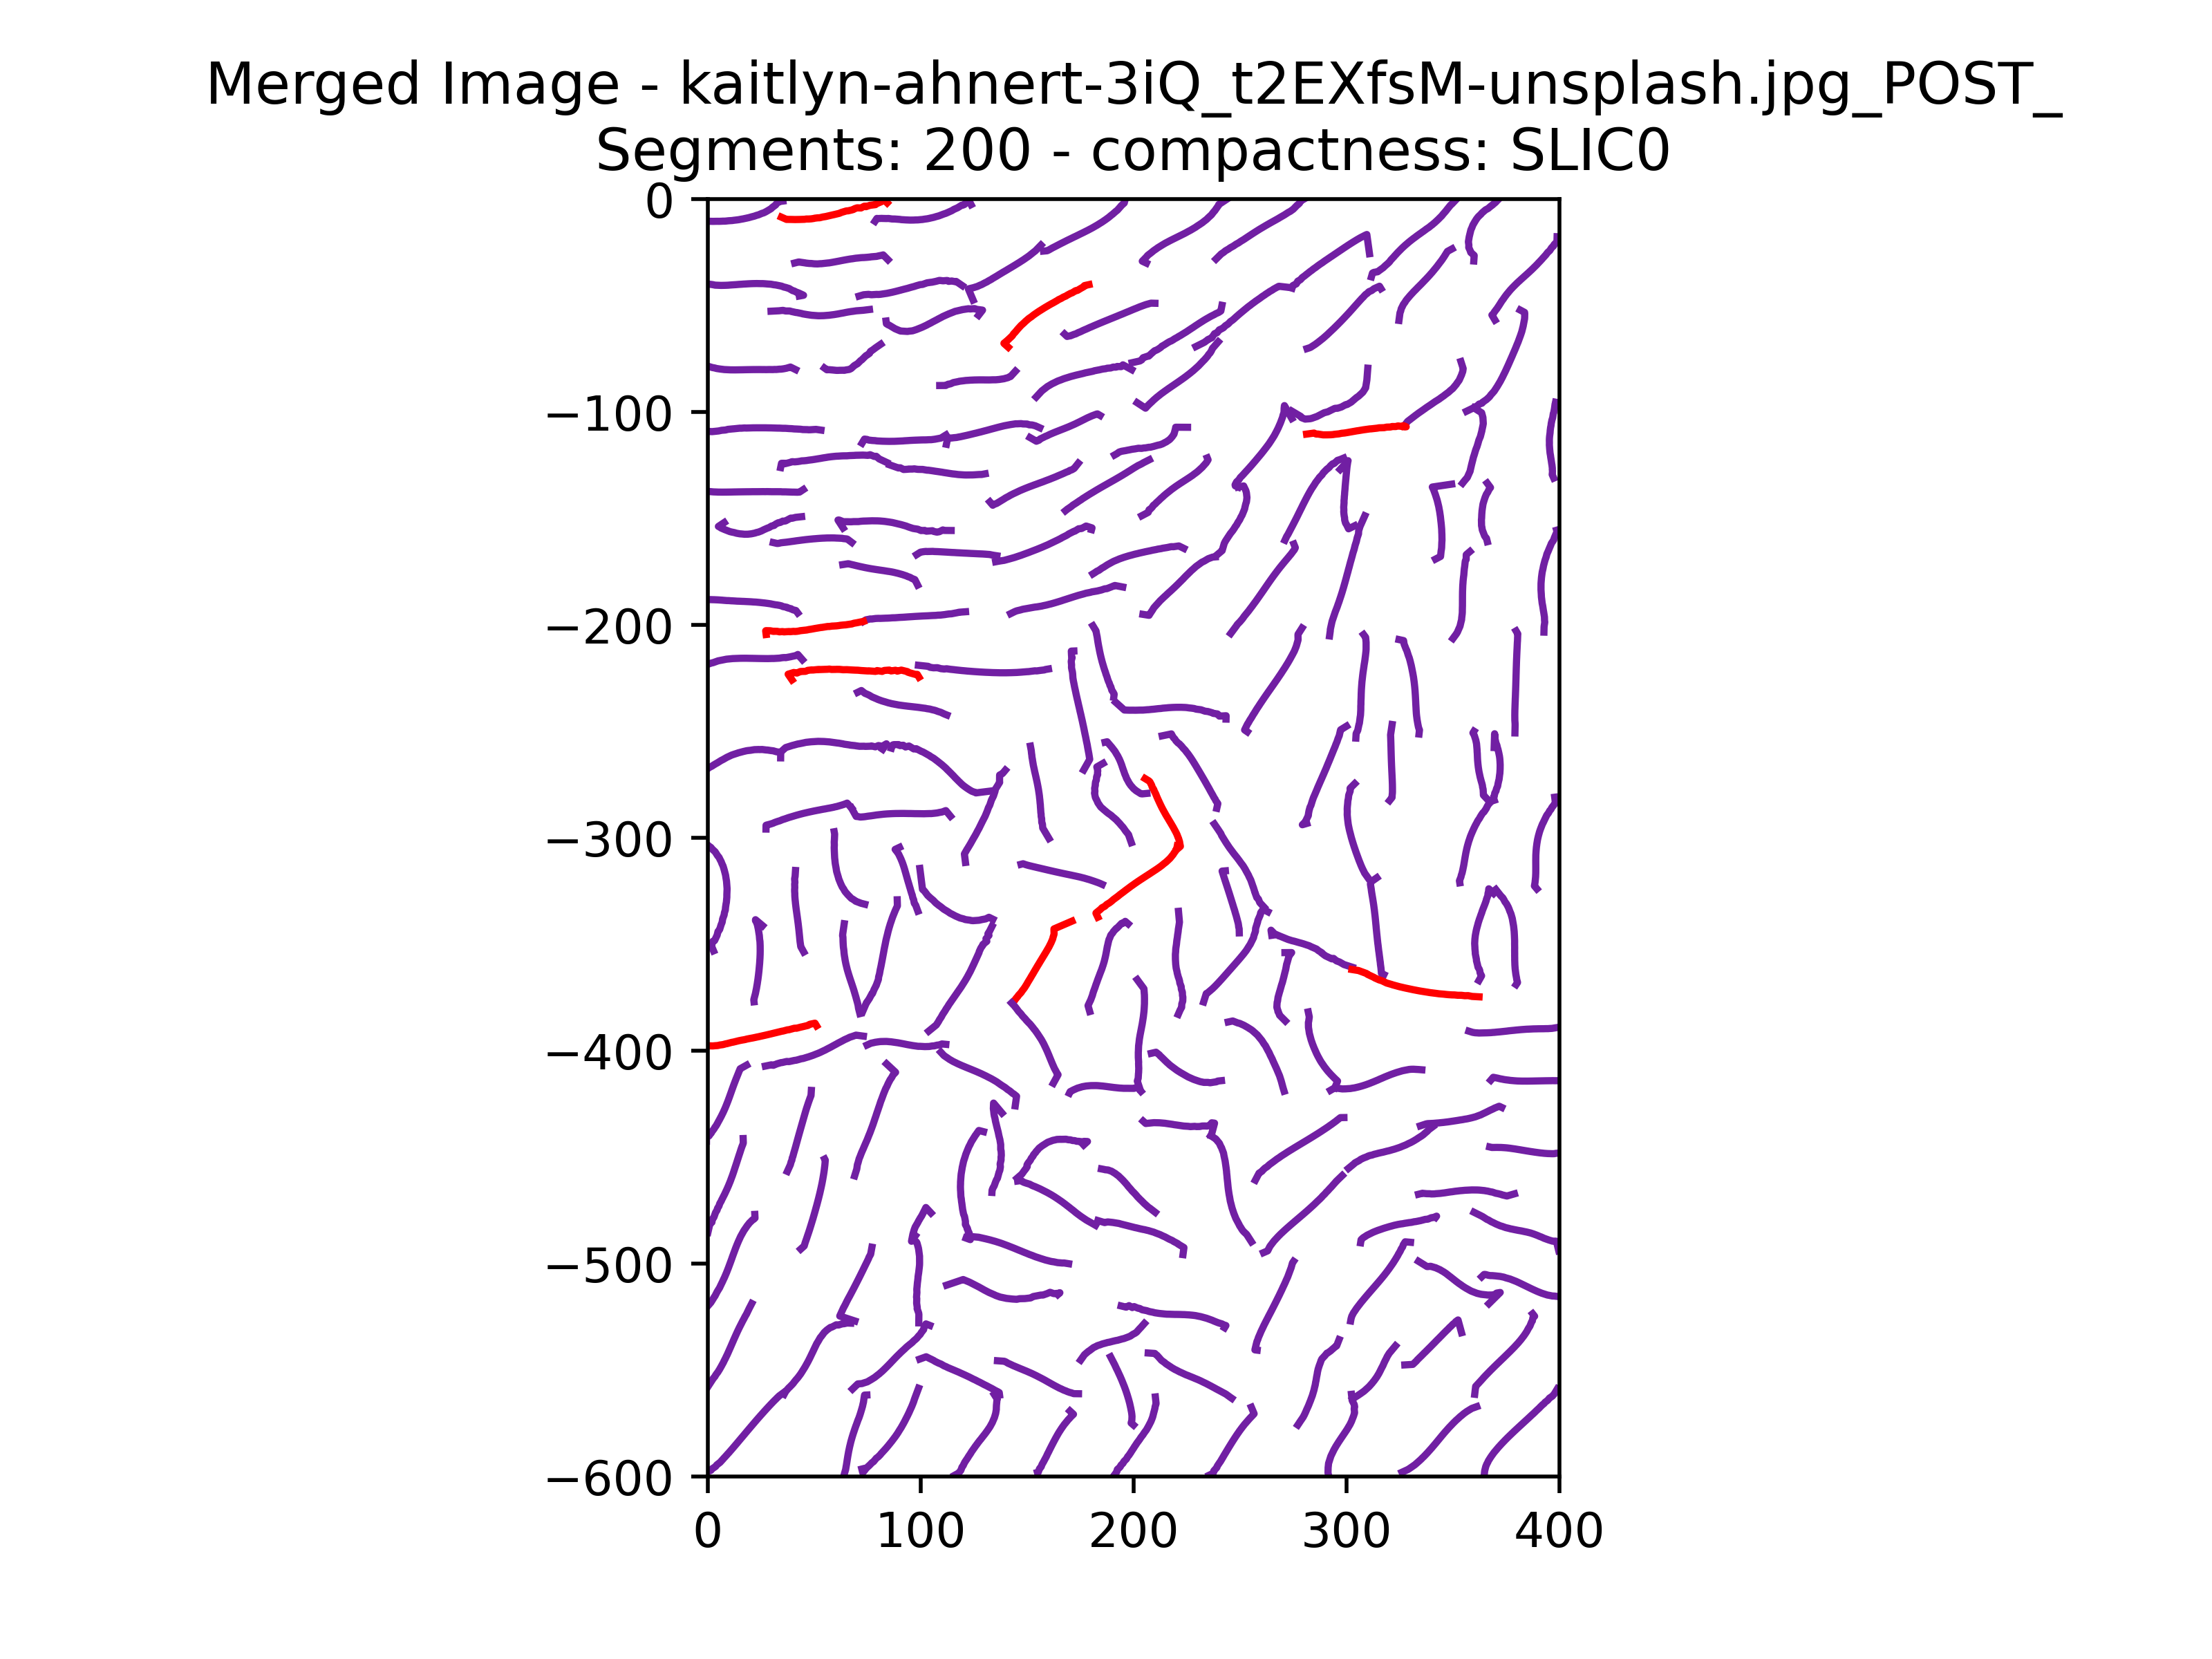 Merged Image - kaitlyn-ahnert-3iQ_t2EXfsM-unsplash.jpg_POST_
Segments: 200 - compactness: SLIC0
0
−100
−200
−300
−400
−500
−600
0 100 200 300 400